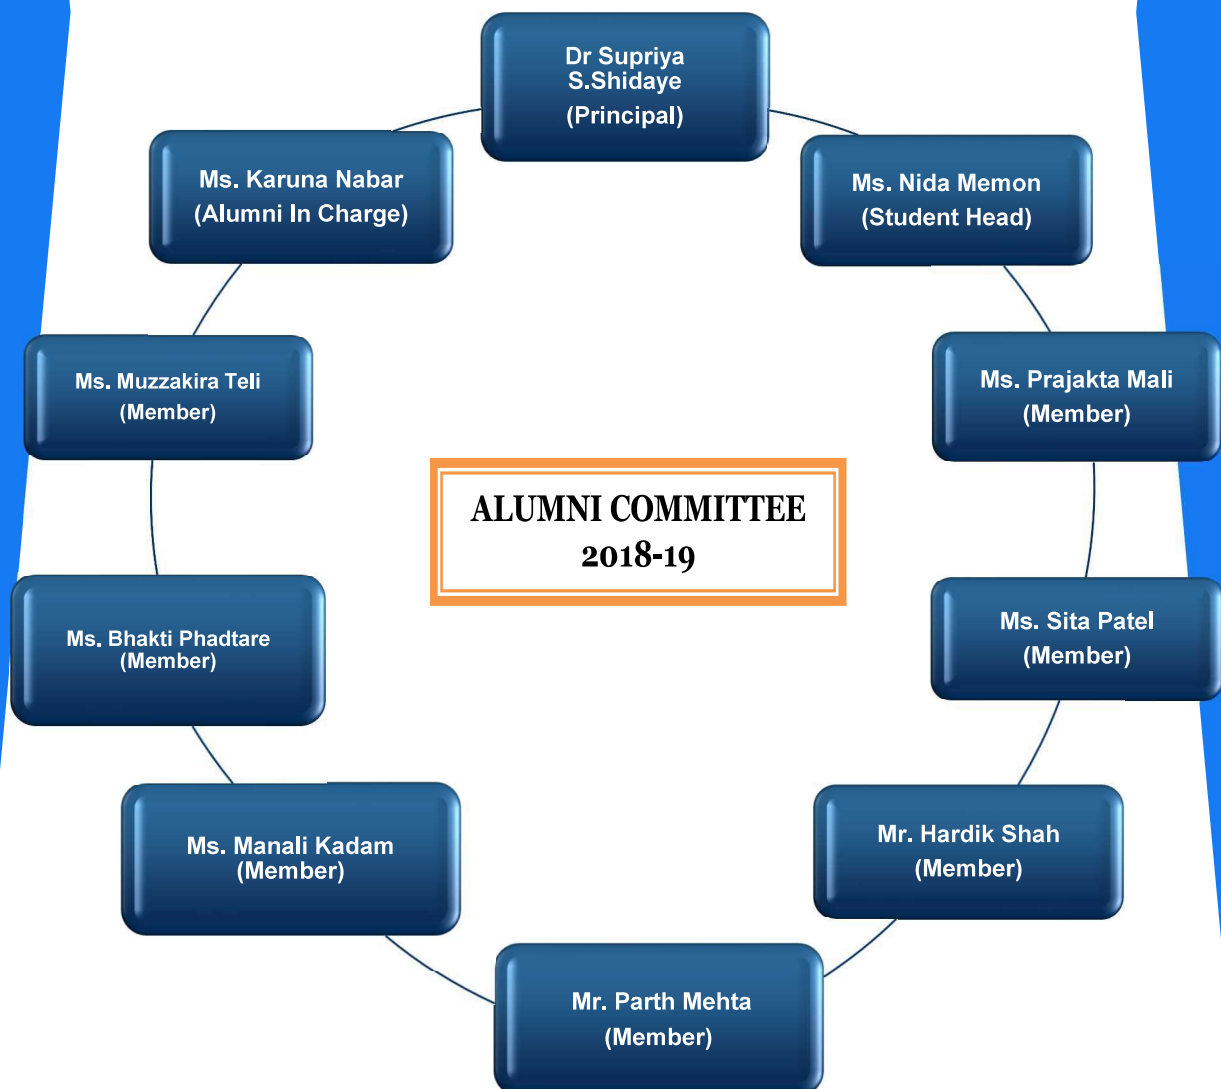 Dr Supriya
S.Shidaye
(Principal)
Ms. Karuna Nabar
(Alumni In Charge)
Ms. Nida Memon
(Student Head)
Ms. Muzzakira Teli
(Member)
Ms. Prajakta Mali
(Member)
ALUMNI COMMITTEE
2018-19
Ms. Bhakti Phadtare
(Member)
Ms. Sita Patel
(Member)
Ms. Manali Kadam
(Member)
Mr. Hardik Shah
(Member)
Mr. Parth Mehta
(Member)